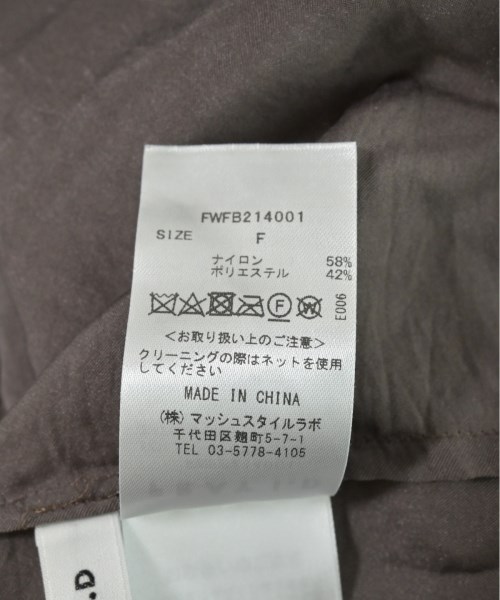 FWFB214001
SIZE F
ナイロン 58%
ポリエステル 42%
F W
E006
<お取り扱い上のご注意>
クリーニングの際はネットを使用
してください
MADE IN CHINA
(株) マッシュスタイルラボ
千代田区麹町5-7-1
TEL 03-5778-4105
.D